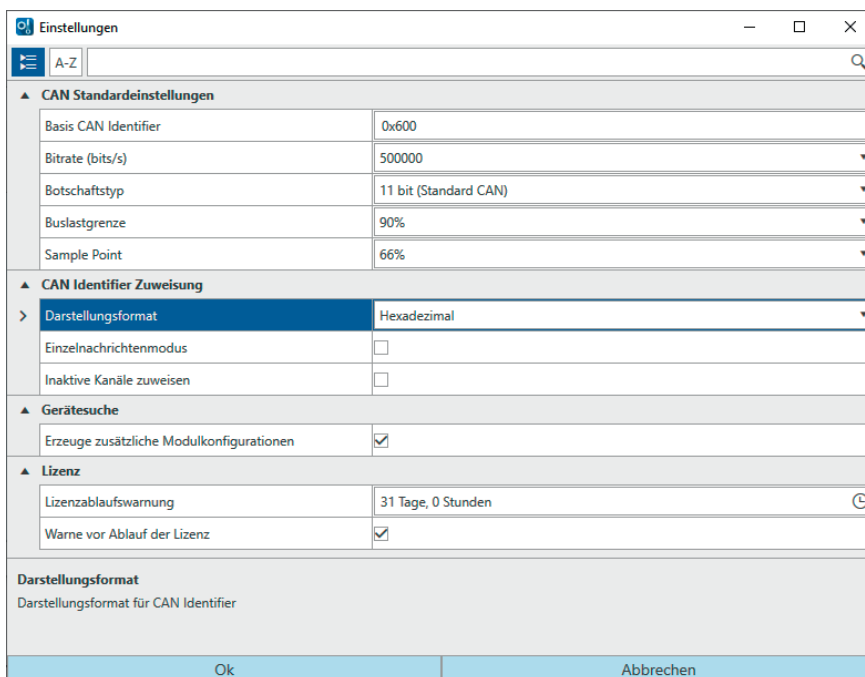 Einstellungen
A-Z
CAN Standardeinstellungen
Basis CAN Identifier 0x600
Bitrate (bits/s) 500000
Botschaftstyp 11 bit (Standard CAN)
Buslastgrenze 90%
Sample Point 66%
CAN Identifier Zuweisung
Darstellungsformat Hexadezimal
Einzelnachrichtenmodus
Inaktive Kanäle zuweisen
Gerätesuche
Erzeuge zusätzliche Modulkonfigurationen
Lizenz
Lizenzablaufswarnung 31 Tage, 0 Stunden
Warne vor Ablauf der Lizenz
Darstellungsformat
Darstellungsformat für CAN Identifier
Ok Abbrechen